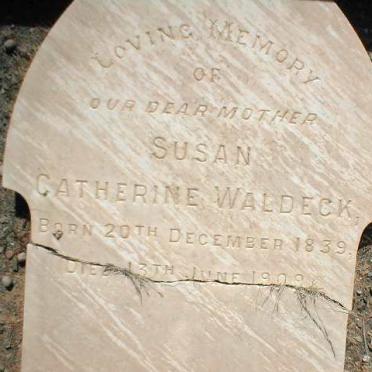 LOVING MEMORY
OF
OUR DEAR MOTHER
SUSAN
CATHERINE WALDECK,
BORN 20TH DECEMBER 1839,
DIED 13TH JUNE